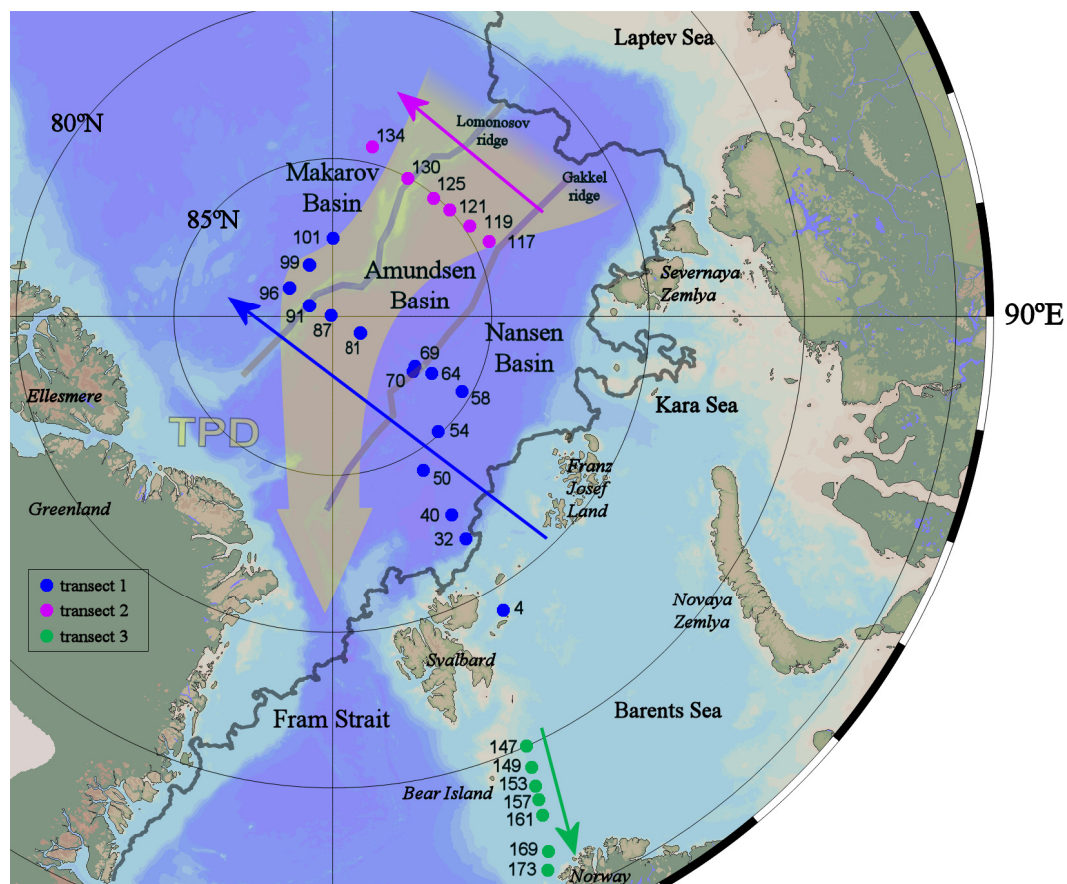 Laptev Sea
80ºN
Lomonosov
ridge
134
Makarov
Basin
130
Gakkel
ridge
125
85ºN
121
119
117
101
99
Amundsen
Basin
Severnaya
Zemlya
96
91
87
90ºE
81
Nansen
Basin
69
70
64
58
Ellesmere
Kara Sea
TPD
54
50
Franz
Josef
Land
Greenland
40
32
transect 1
transect 2
transect 3
4
Novaya
Zemlya
Svalbard
Fram Strait
Barents Sea
147
149
153
Bear Island
157
161
169
173
Norway